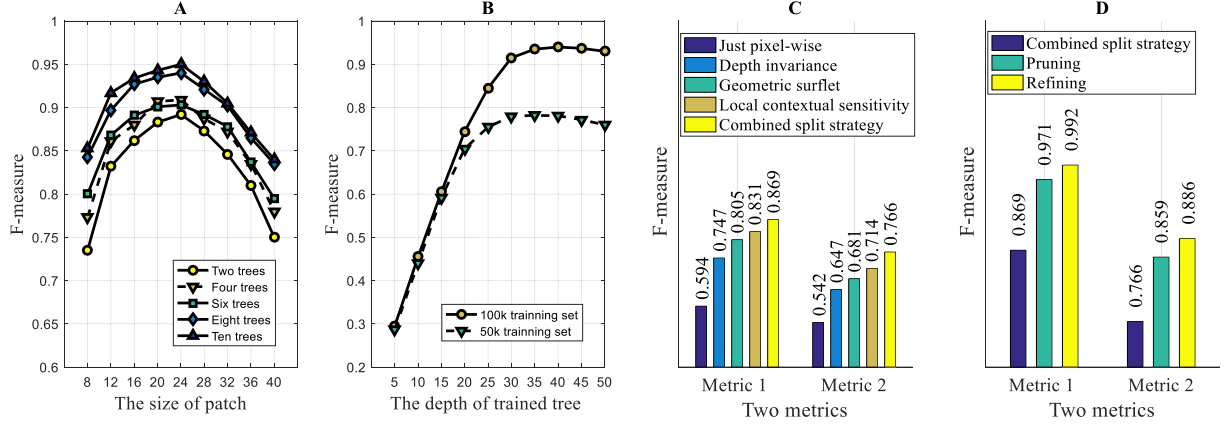 A
F-measure
1
0.95
0.9
0.85
0.8
0.75
0.7
0.65
0.6
Two trees
Four trees
Six trees
Eight trees
Ten trees
8 12 16 20 24 28 32 36 40
The size of patch
B
F-measure
1
0.9
0.8
0.7
0.6
0.5
0.4
0.3
0.2
100k trainning set
50k trainning set
5 10 15 20 25 30 35 40 45 50
The depth of trained tree
C
F-measure
Just pixel-wise
Depth invariance
Geometric surflet
Local contextual sensitivity
Combined split strategy
0.594 0.747 0.805 0.831 0.869
0.542 0.647 0.681 0.714 0.766
Metric 1 Metric 2
Two metrics
D
F-measure
Combined split strategy
Pruning
Refining
0.869 0.971 0.992
0.766 0.859 0.886
Metric 1 Metric 2
Two metrics